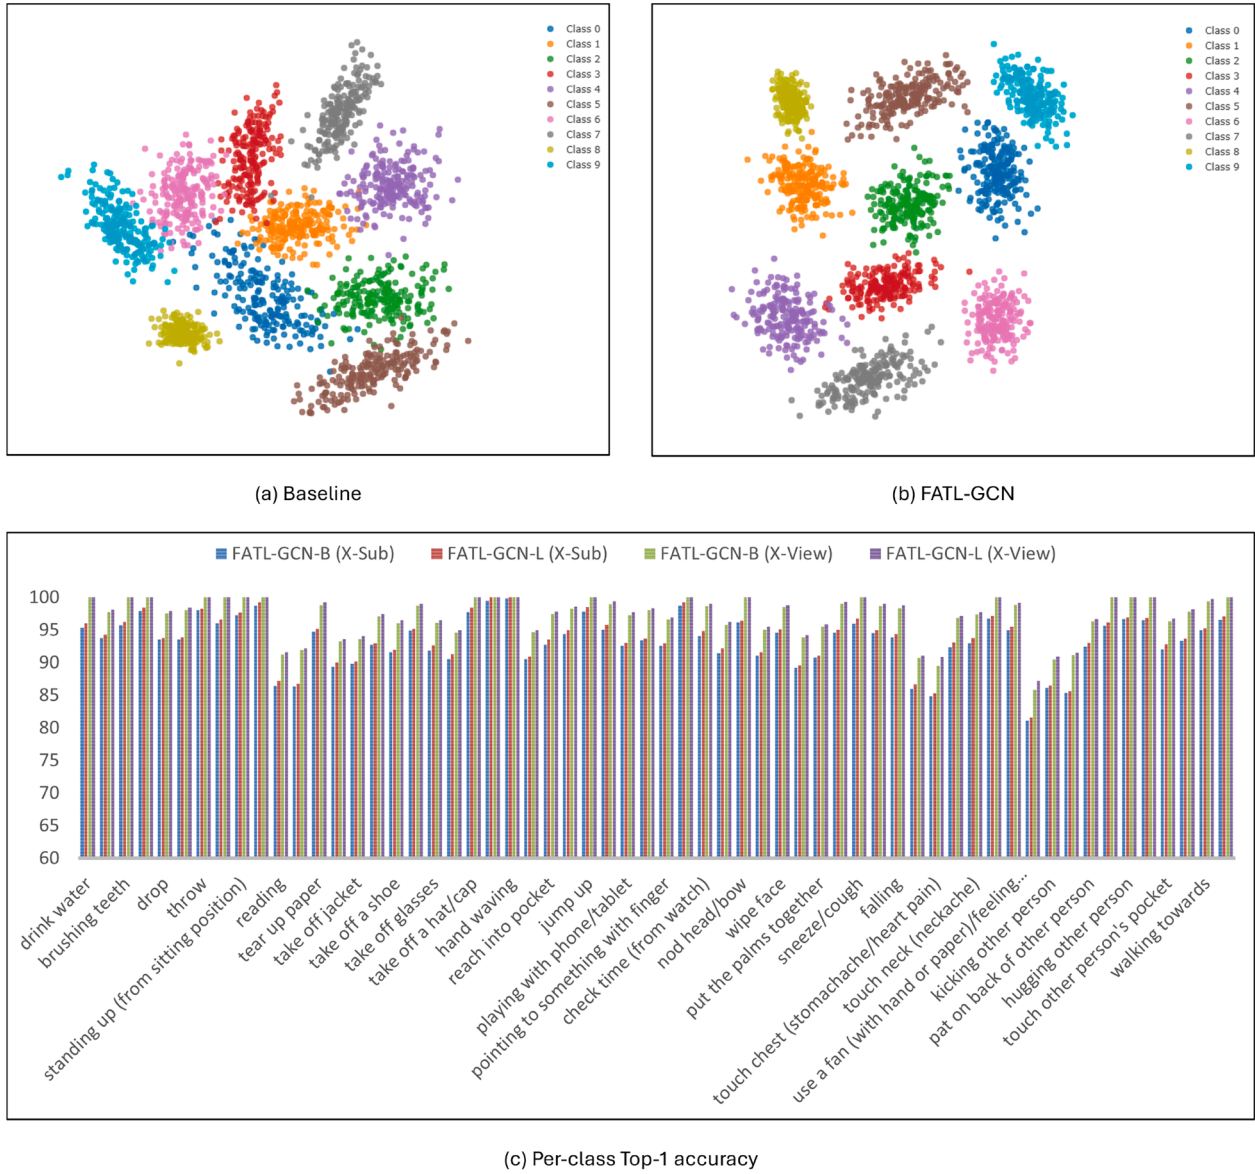 Class 0
Class 1
Class 2
Class 3
Class 4
Class 5
Class 6
Class 7
Class 8
Class 9
(a) Baseline
Class 0
Class 1
Class 2
Class 3
Class 4
Class 5
Class 6
Class 7
Class 8
Class 9
(b) FATL-GCN
FATL-GCN-B (X-Sub) FATL-GCN-L (X-Sub) FATL-GCN-B (X-View) FATL-GCN-L (X-View)
100
95
90
85
80
75
70
65
60
drink water
brushing teeth
drop
throw
standing up (from sitting position)
reading
tear up paper
take off jacket
take off a shoe
take off glasses
take off a hat/cap
hand waving
reach into pocket
jump up
playing with phone/tablet
pointing to something with finger
check time (from watch)
nod head/bow
wipe face
put the palms together
sneeze/cough
falling
touch chest (stomachache/heart pain)
touch neck (neckache)
use a fan (with hand or paper)/feeling...
kicking other person
pat on back of other person
hugging other person
touch other person's pocket
walking towards
(c) Per-class Top-1 accuracy